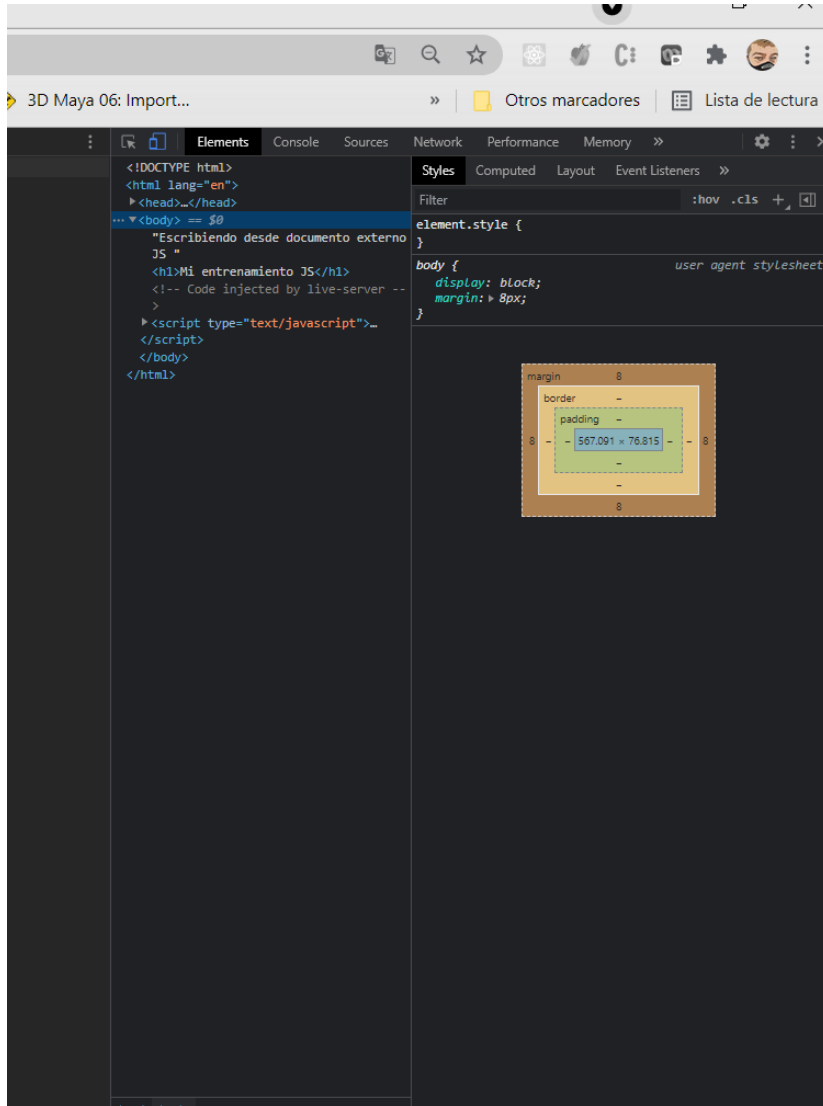 3D Maya 06: Import...
»
Otros marcadores
Lista de lectura
Elements Console Sources Network Performance Memory »
<!DOCTYPE html>
<html lang="en">
▶<head>…</head>
··· ▼<body> == $0
"Escribiendo desde documento externo
JS "
<h1>Mi entrenamiento JS</h1>
<!-- Code injected by live-server --
>
▶<script type="text/javascript">…
</script>
</body>
</html>
Styles Computed Layout Event Listeners »
Filter
:hov .cls +
element.style {
}
body {
user agent stylesheet
display: block;
margin: ▶ 8px;
}
margin 8
border –
padding –
8 – – 567.091 × 76.815 – – 8
–
–
8